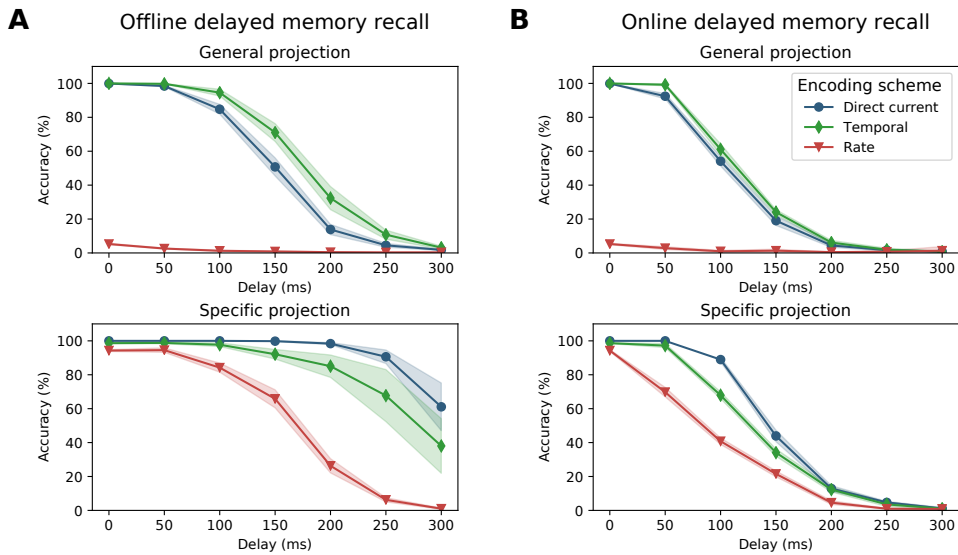 A
Offline delayed memory recall
General projection
Accuracy (%)
100
80
60
40
20
0
0 50 100 150 200 250 300
Delay (ms)
Specific projection
Accuracy (%)
100
80
60
40
20
0
0 50 100 150 200 250 300
Delay (ms)
B
Online delayed memory recall
General projection
Accuracy (%)
100
80
60
40
20
0
Encoding scheme
Direct current
Temporal
Rate
0 50 100 150 200 250 300
Delay (ms)
Specific projection
Accuracy (%)
100
80
60
40
20
0
0 50 100 150 200 250 300
Delay (ms)